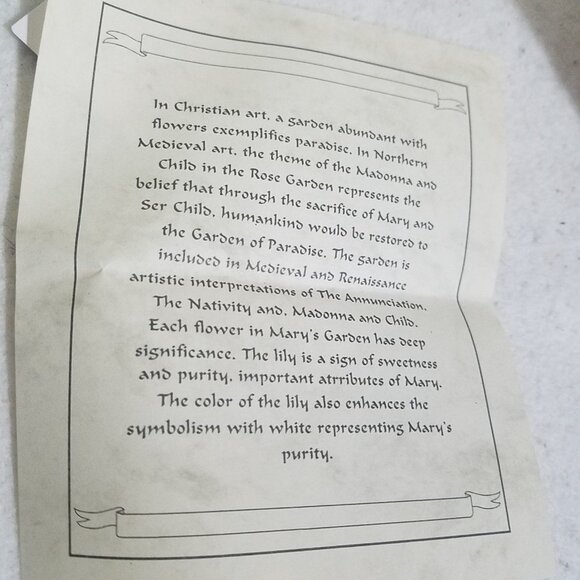 In Christian art, a garden abundant with
flowers exemplifies paradise. In Northern
Medieval art, the theme of the Madonna and
Child in the Rose Garden represents the
belief that through the sacrifice of Mary and
Ser Child, humankind would be restored to
the Garden of Paradise. The garden is
included in Medieval and Renaissance
artistic interpretations of The Annunciation,
The Nativity and, Madonna and Child.
Each flower in Mary's Garden has deep
significance. The lily is a sign of sweetness
and purity, important atrributes of Mary.
The color of the lily also enhances the
symbolism with white representing Mary's
purity.